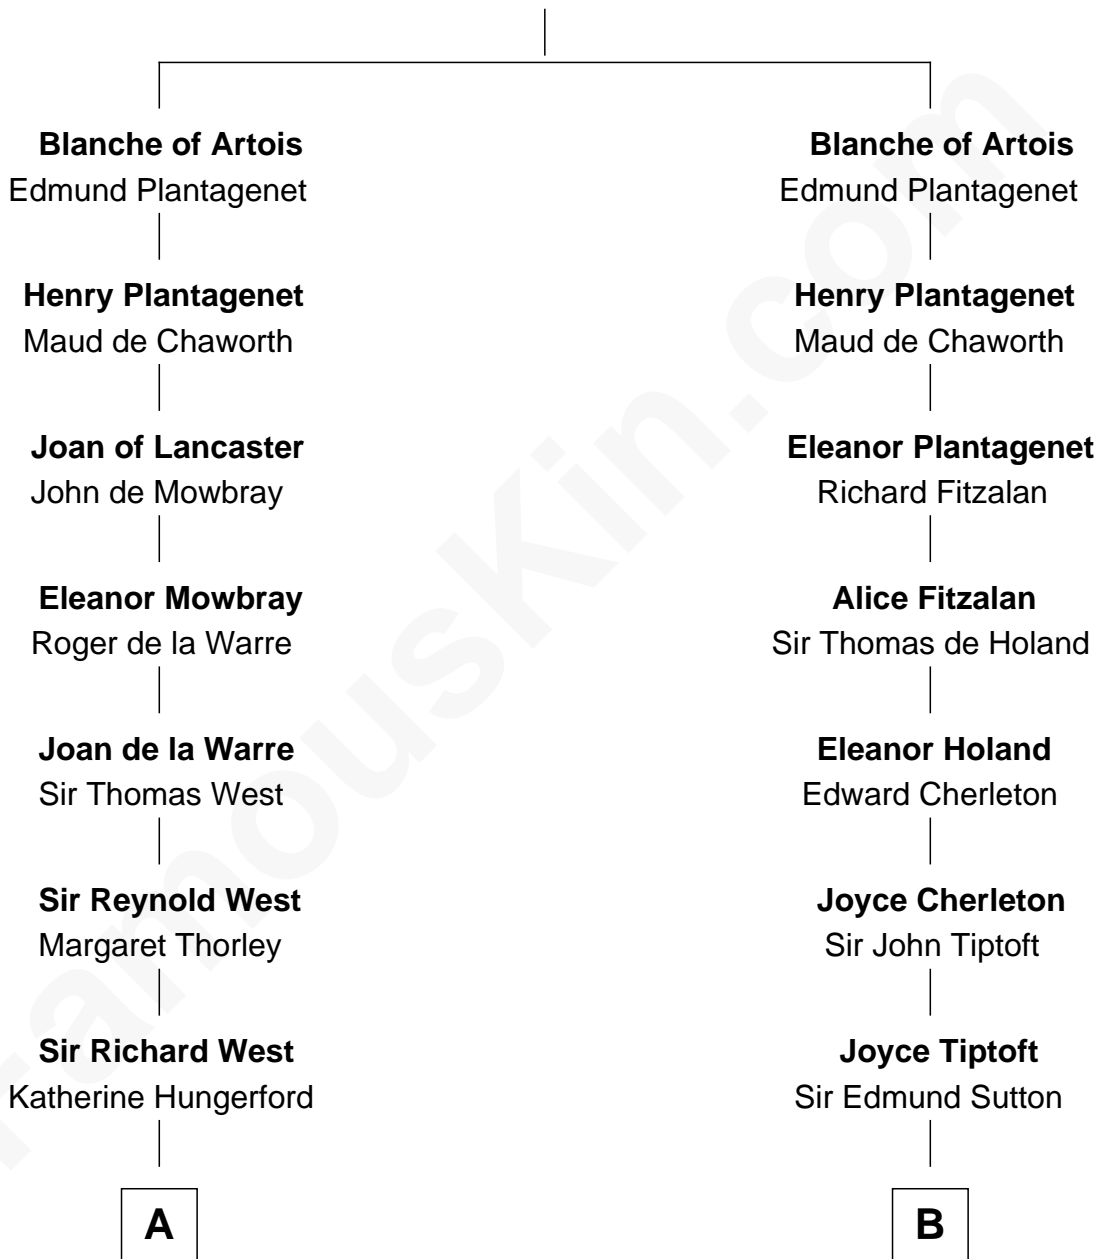 Blanche of Artois
Edmund Plantagenet
Henry Plantagenet
Maud de Chaworth
Joan of Lancaster
John de Mowbray
Eleanor Mowbray
Roger de la Warre
Joan de la Warre
Sir Thomas West
Sir Reynold West
Margaret Thorley
Sir Richard West
Katherine Hungerford
A
Blanche of Artois
Edmund Plantagenet
Henry Plantagenet
Maud de Chaworth
Eleanor Plantagenet
Richard Fitzalan
Alice Fitzalan
Sir Thomas de Holand
Eleanor Holand
Edward Cherleton
Joyce Cherleton
Sir John Tiptoft
Joyce Tiptoft
Sir Edmund Sutton
B
famouskin.com